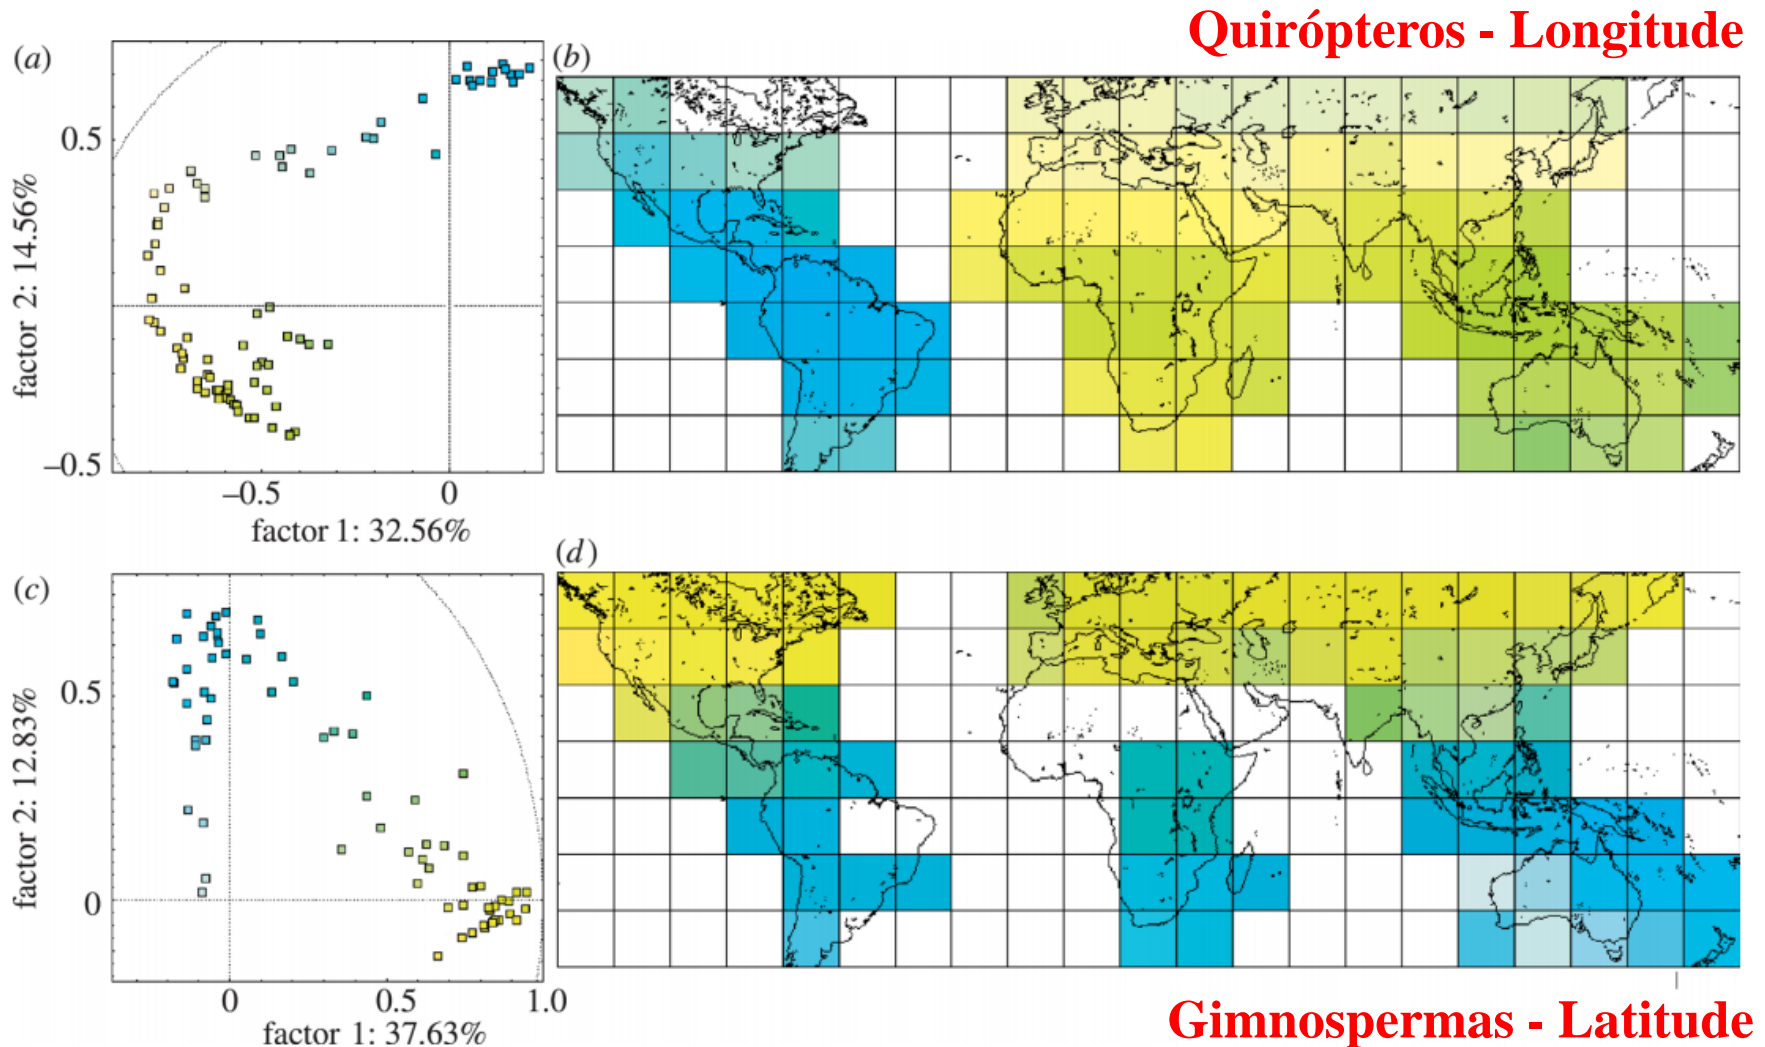 Quirópteros - Longitude
(a)
(b)
0.5
–0.5
factor 2: 14.56%
–0.5 0
factor 1: 32.56%
(c)
(d)
0.5
0
factor 2: 12.83%
0 0.5 1.0
factor 1: 37.63%
Gimnospermas - Latitude